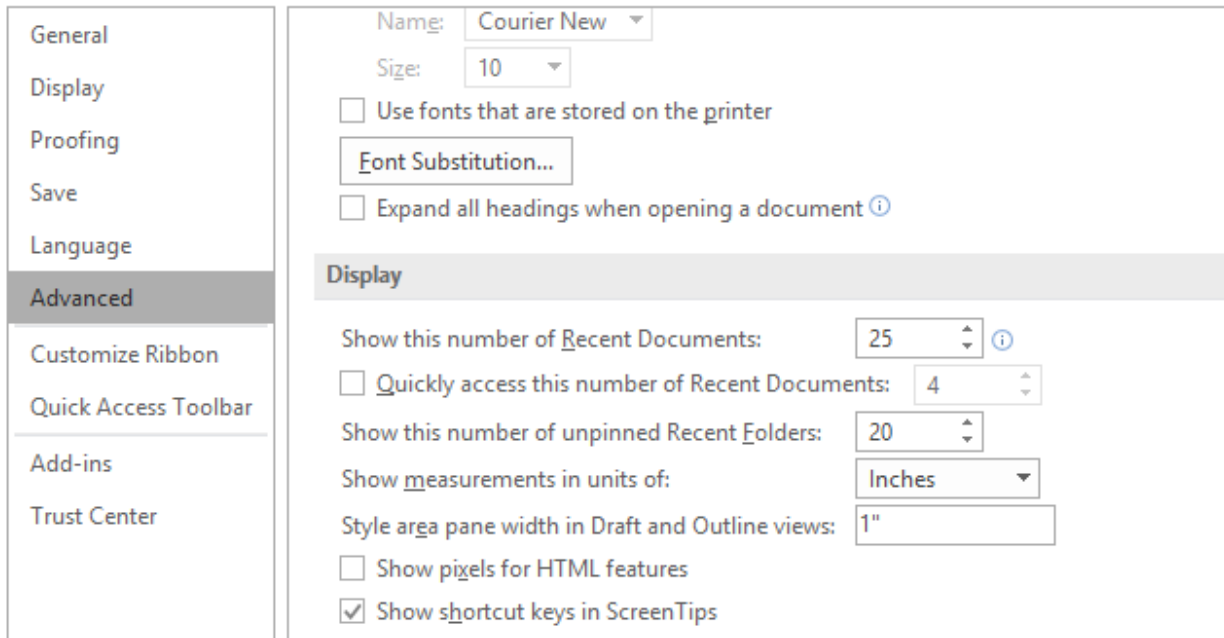 General
Display
Proofing
Save
Language
Advanced
Customize Ribbon
Quick Access Toolbar
Add-ins
Trust Center
Name: Courier New
Size: 10
Use fonts that are stored on the printer
Font Substitution...
Expand all headings when opening a document
Display
Show this number of Recent Documents: 25
Quickly access this number of Recent Documents: 4
Show this number of unpinned Recent Folders: 20
Show measurements in units of: Inches
Style area pane width in Draft and Outline views: 1"
Show pixels for HTML features
Show shortcut keys in ScreenTips